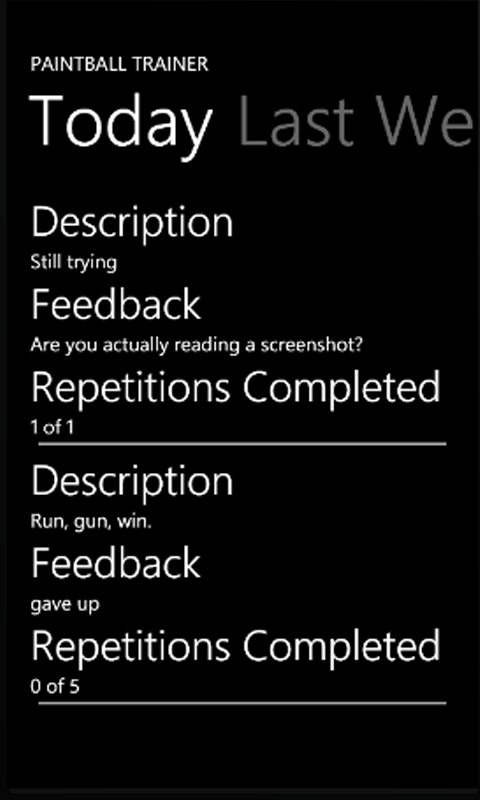 PAINTBALL TRAINER
Today Last We
Description
Still trying
Feedback
Are you actually reading a screenshot?
Repetitions Completed
1 of 1
Description
Run, gun, win.
Feedback
gave up
Repetitions Completed
0 of 5